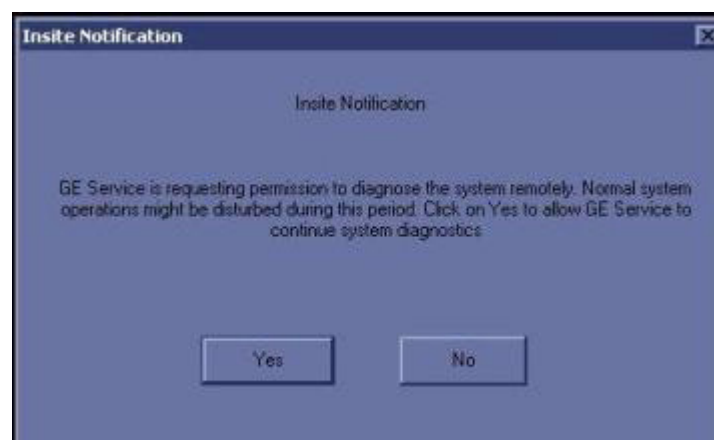 Insite Notification
Insite Notification
GE Service is requesting permission to diagnose the system remotely. Normal system
operations might be disturbed during this period. Click on Yes to allow GE Service to
continue system diagnostics
Yes
No